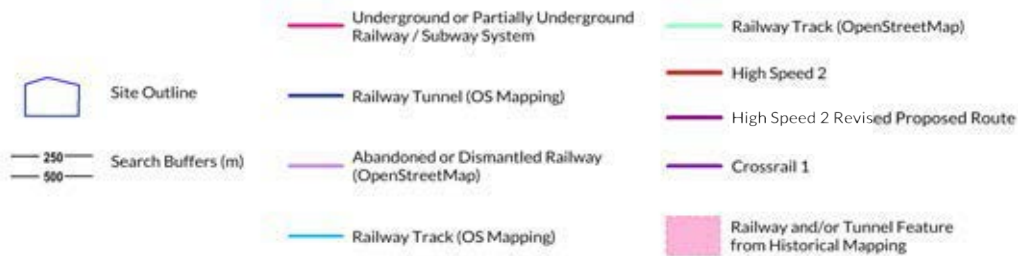 Site Outline
250
500
Search Buffers (m)
Underground or Partially Underground
Railway / Subway System
Railway Tunnel (OS Mapping)
Abandoned or Dismantled Railway
(OpenStreetMap)
Railway Track (OS Mapping)
Railway Track (OpenStreetMap)
High Speed 2
High Speed 2 Revised Proposed Route
Crossrail 1
Railway and/or Tunnel Feature
from Historical Mapping